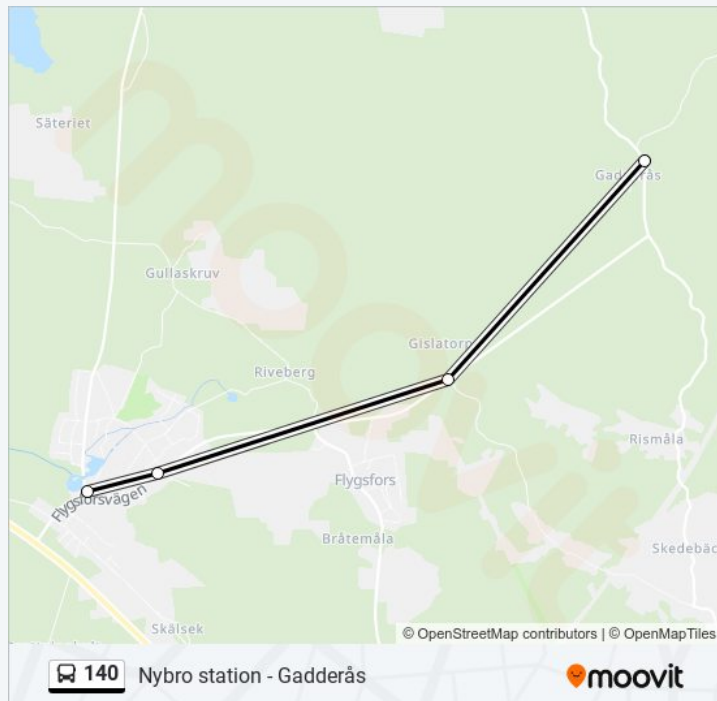 Säteriet
Gadderås
Gullaskruv
Gislatorp
Riveberg
Rismåla
Flygsfors
Flygsforsvägen
Bråtemåla
Skedebäc
Skälsek
© OpenStreetMap contributors | © OpenMapTiles
140 Nybro station - Gadderås
moovit